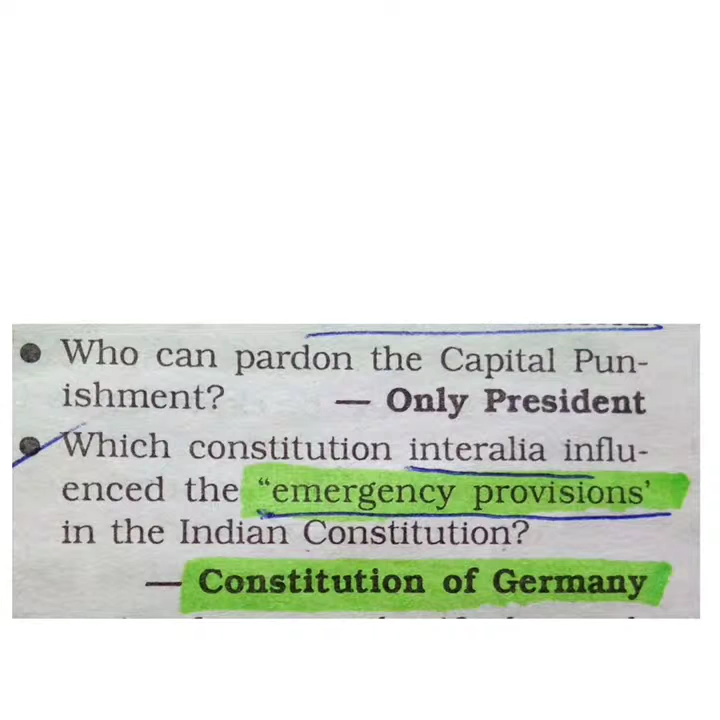 ● Who can pardon the Capital Pun-
ishment? — Only President
● Which constitution interalia influ-
enced the “emergency provisions’
in the Indian Constitution?
— Constitution of Germany